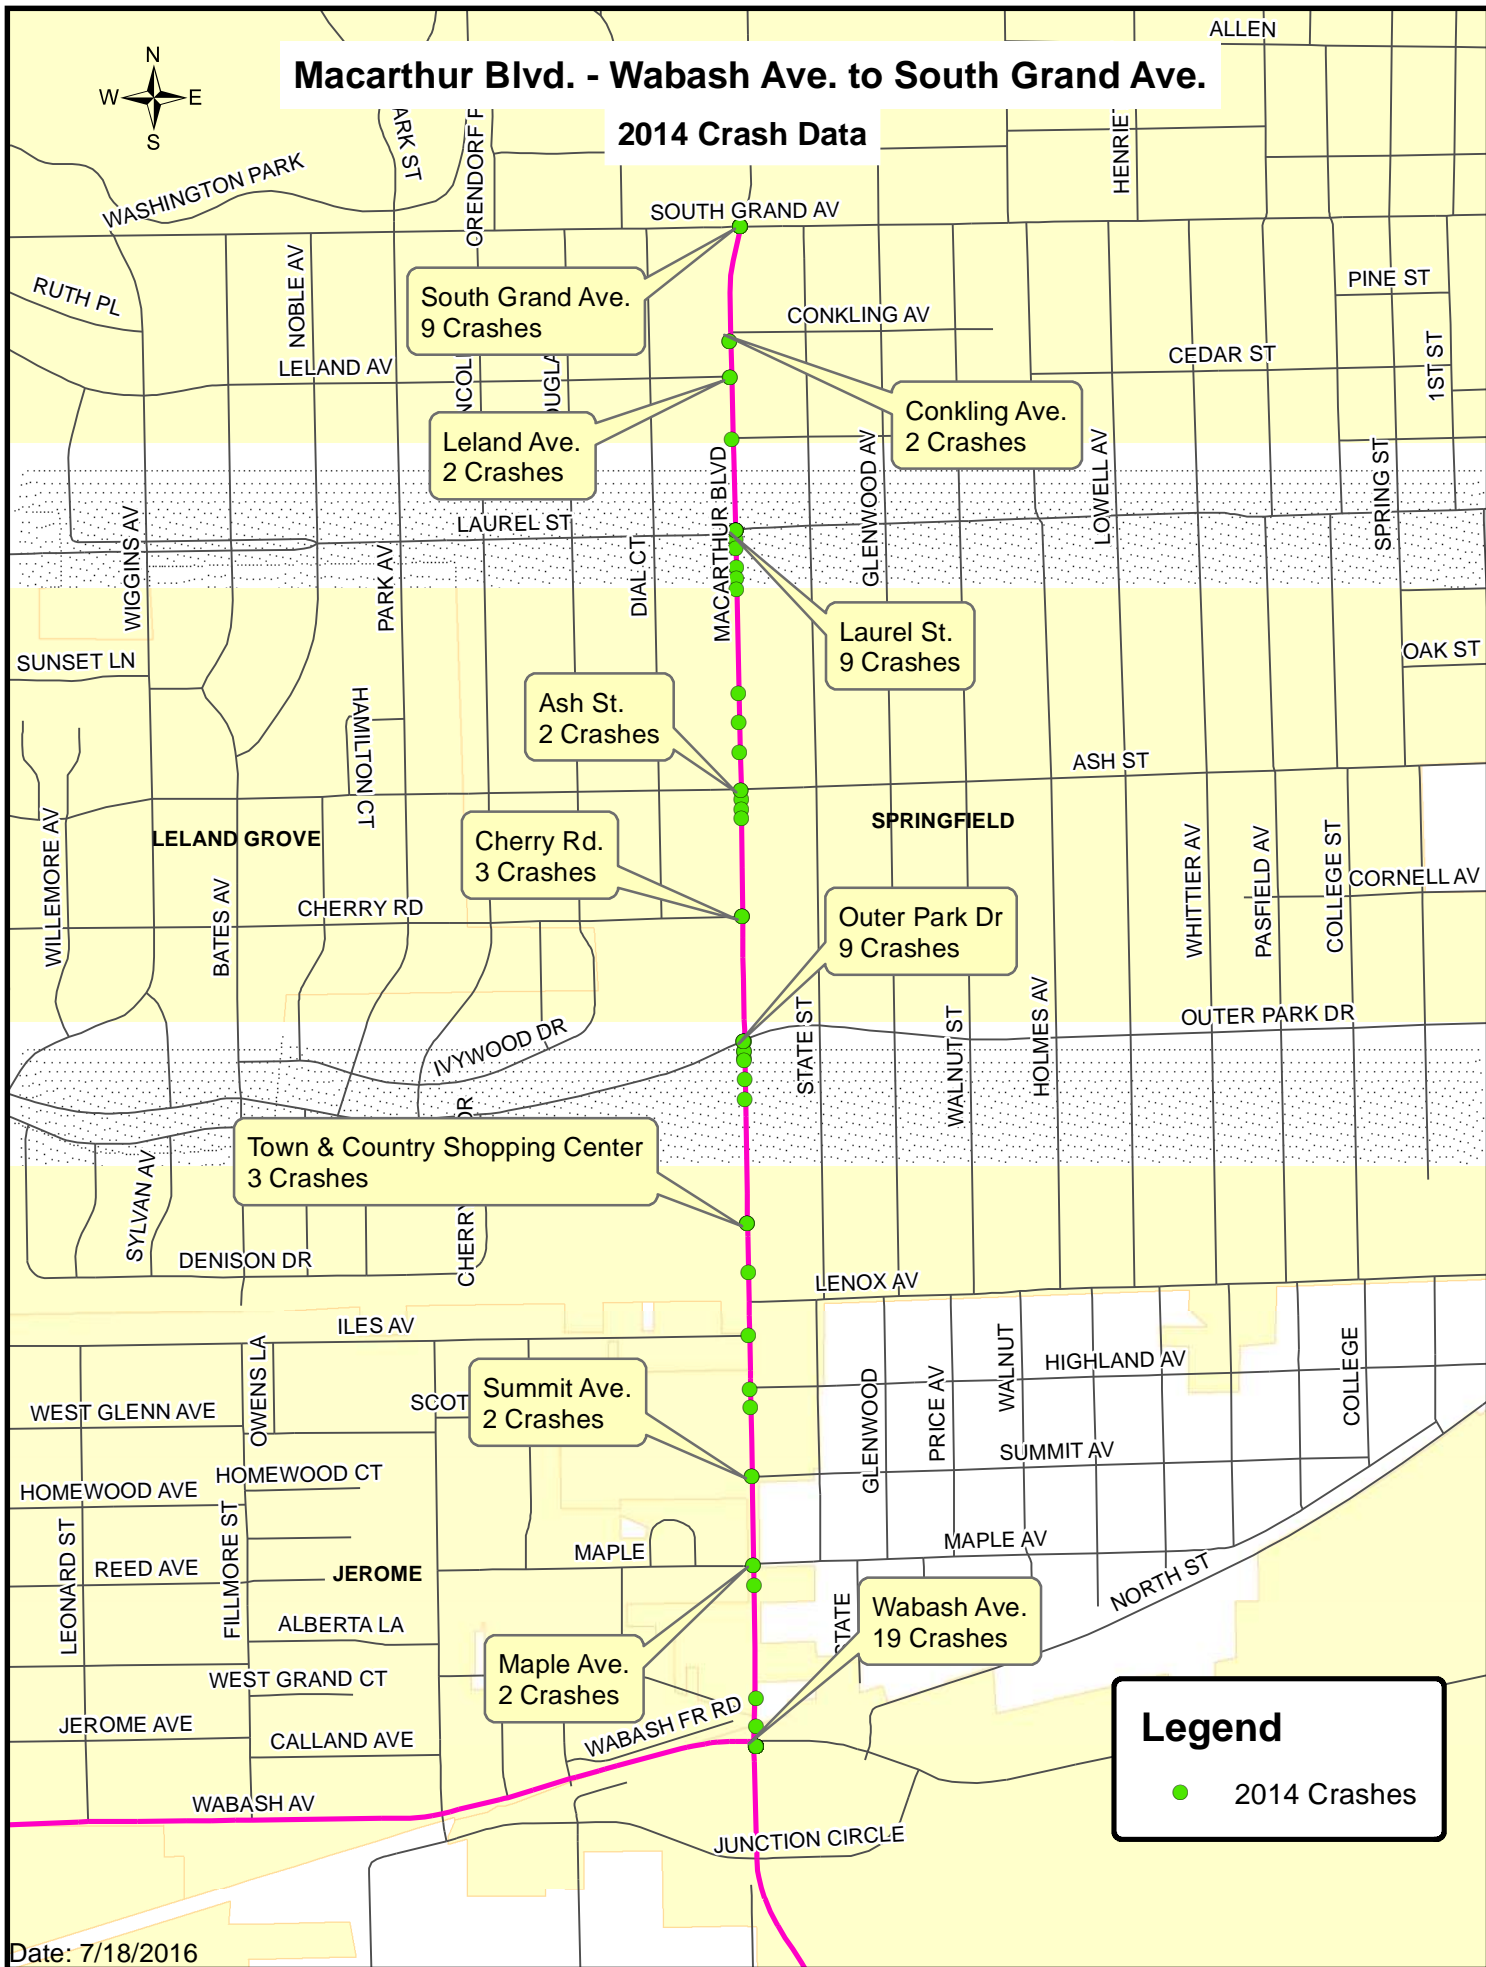 ALLEN
Macarthur Blvd. - Wabash Ave. to South Grand Ave.
2014 Crash Data
N
W
E
S
WASHINGTON PARK
SOUTH GRAND AV
RUTH PL
NOBLE AV
South Grand Ave.
9 Crashes
CONKLING AV
PINE ST
CEDAR ST
1ST ST
LELAND AV
Conkling Ave.
2 Crashes
Leland Ave.
2 Crashes
MACARTHUR BLVD
GLENWOOD AV
LOWELL AV
SPRING ST
WIGGINS AV
LAUREL ST
PARK AV
DIAL CT
Laurel St.
9 Crashes
SUNSET LN
OAK ST
Ash St.
2 Crashes
HAMILTON CT
ASH ST
WILLEMORE AV
LELAND GROVE
SPRINGFIELD
Cherry Rd.
3 Crashes
WHITTIER AV
PASFIELD AV
COLLEGE ST
CORNELL AV
BATES AV
CHERRY RD
Outer Park Dr
9 Crashes
STATE ST
WALNUT ST
HOLMES AV
OUTER PARK DR
IVYWOOD DR
Town & Country Shopping Center
3 Crashes
SYLVAN AV
CHERRY
DR
DENISON DR
LENOX AV
ILES AV
OWENS LA
WALNUT
HIGHLAND AV
COLLEGE
Summit Ave.
2 Crashes
WEST GLENN AVE
SCOT
GLENWOOD
PRICE AV
SUMMIT AV
HOMEWOOD CT
HOMEWOOD AVE
LEONARD ST
FILLMORE ST
MAPLE
MAPLE AV
REED AVE
JEROME
NORTH ST
Wabash Ave.
19 Crashes
ALBERTA LA
Maple Ave.
2 Crashes
WEST GRAND CT
JEROME AVE
CALLAND AVE
WABASH FR RD
WABASH AV
JUNCTION CIRCLE
Legend
2014 Crashes
Date: 7/18/2016